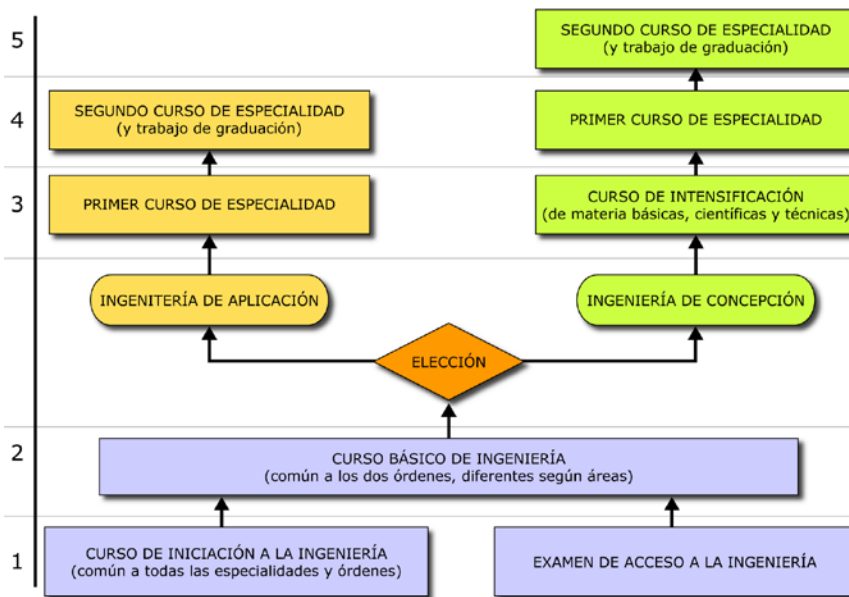 5
SEGUNDO CURSO DE ESPECIALIDAD
(y trabajo de graduación)
4
SEGUNDO CURSO DE ESPECIALIDAD
(y trabajo de graduación)
PRIMER CURSO DE ESPECIALIDAD
3
PRIMER CURSO DE ESPECIALIDAD
CURSO DE INTENSIFICACIÓN
(de materia básicas, científicas y técnicas)
INGENITERÍA DE APLICACIÓN
INGENIERÍA DE CONCEPCIÓN
ELECCIÓN
2
CURSO BÁSICO DE INGENIERÍA
(común a los dos órdenes, diferentes según áreas)
1
CURSO DE INICIACIÓN A LA INGENIERÍA
(común a todas las especialidades y órdenes)
EXAMEN DE ACCESO A LA INGENIERÍA